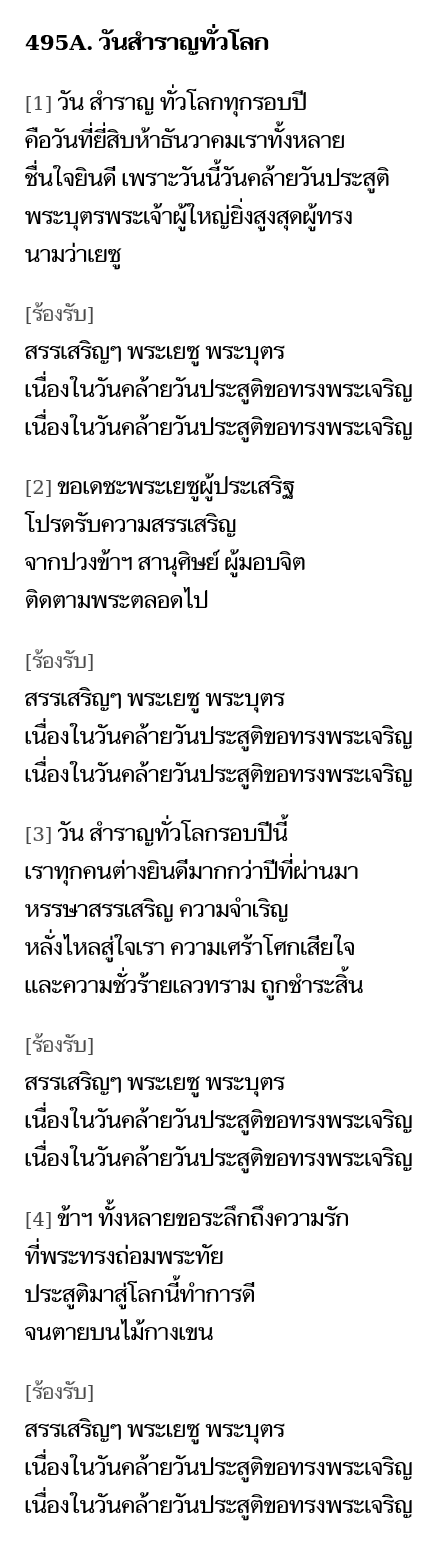 495A. วันสำราญทั่วโลก
[1] วัน สำราญ ทั่วโลกทุกรอบปี
คือวันที่ยี่สิบห้าธันวาคมเราทั้งหลาย
ชื่นใจยินดี เพราะวันนี้วันคล้ายวันประสูติ
พระบุตรพระเจ้าผู้ใหญ่ยิ่งสูงสุดผู้ทรง
นามว่าเยซู
[ร้องรับ]
สรรเสริญๆ พระเยซู พระบุตร
เนื่องในวันคล้ายวันประสูติขอทรงพระเจริญ
เนื่องในวันคล้ายวันประสูติขอทรงพระเจริญ
[2] ขอเดชะพระเยซูผู้ประเสริฐ
โปรดรับความสรรเสริญ
จากปวงข้าฯ สานุศิษย์ ผู้มอบจิต
ติดตามพระตลอดไป
[ร้องรับ]
สรรเสริญๆ พระเยซู พระบุตร
เนื่องในวันคล้ายวันประสูติขอทรงพระเจริญ
เนื่องในวันคล้ายวันประสูติขอทรงพระเจริญ
[3] วัน สำราญทั่วโลกรอบปีนี้
เราทุกคนต่างยินดีมากกว่าปีที่ผ่านมา
หรรษาสรรเสริญ ความจำเริญ
หลั่งไหลสู่ใจเรา ความเศร้าโศกเสียใจ
และความชั่วร้ายเลวทราม ถูกชำระสิ้น
[ร้องรับ]
สรรเสริญๆ พระเยซู พระบุตร
เนื่องในวันคล้ายวันประสูติขอทรงพระเจริญ
เนื่องในวันคล้ายวันประสูติขอทรงพระเจริญ
[4] ข้าฯ ทั้งหลายขอระลึกถึงความรัก
ที่พระทรงถ่อมพระทัย
ประสูติมาสู่โลกนี้ทำการดี
จนตายบนไม้กางเขน
[ร้องรับ]
สรรเสริญๆ พระเยซู พระบุตร
เนื่องในวันคล้ายวันประสูติขอทรงพระเจริญ
เนื่องในวันคล้ายวันประสูติขอทรงพระเจริญ